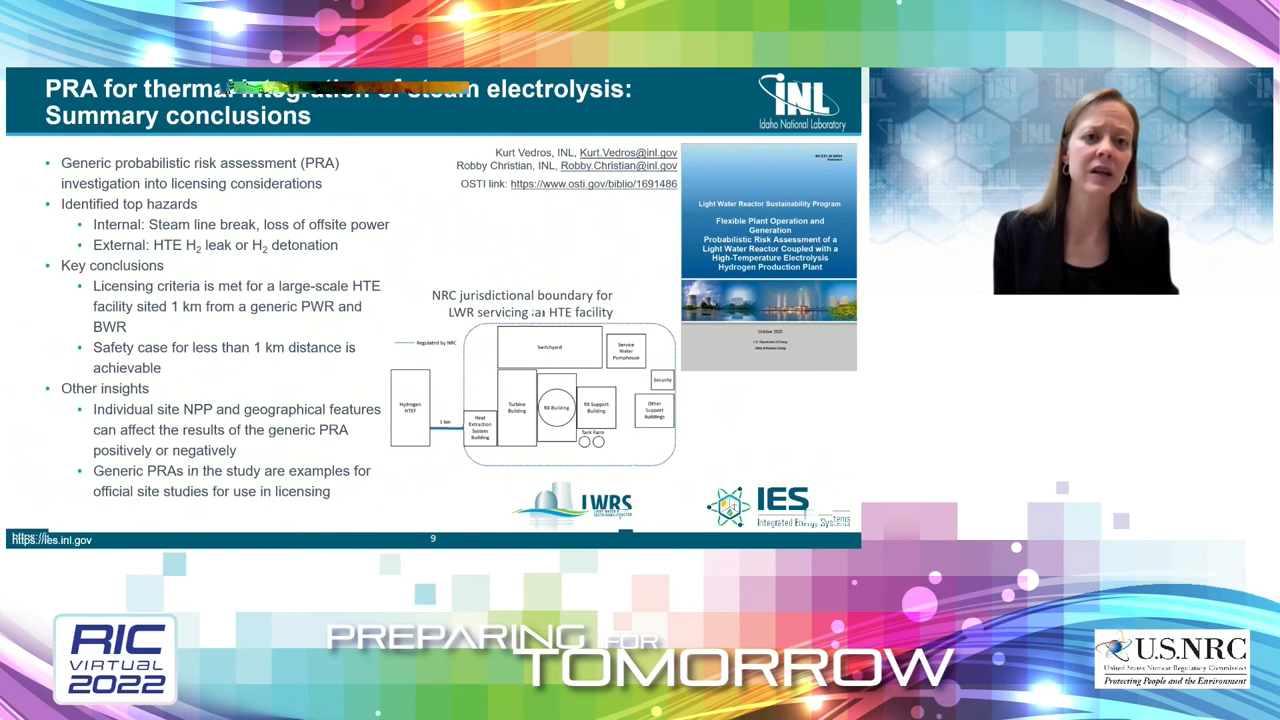 PRA for thermal integration of steam electrolysis:
Summary conclusions
INL
Idaho National Laboratory
• Generic probabilistic risk assessment (PRA)
investigation into licensing considerations
• Identified top hazards
• Internal: Steam line break, loss of offsite power
• External: HTE H2 leak or H2 detonation
• Key conclusions
• Licensing criteria is met for a large-scale HTE
facility sited 1 km from a generic PWR and
BWR
• Safety case for less than 1 km distance is
achievable
• Other insights
• Individual site NPP and geographical features
can affect the results of the generic PRA
positively or negatively
• Generic PRAs in the study are examples for
official site studies for use in licensing
Kurt Vedros, INL, Kurt.Vedros@inl.gov
Robby Christian, INL, Robby.Christian@inl.gov
OSTI link: https://www.osti.gov/biblio/1691486
Light Water Reactor Sustainability Program
Flexible Plant Operation and
Generation
Probabilistic Risk Assessment of a
Light Water Reactor Coupled with a
High-Temperature Electrolysis
Hydrogen Production Plant
October 2020
U.S. Department of Energy
Office of Nuclear Energy
NRC jurisdictional boundary for
LWR servicing an HTE facility
Regulated by NRC
Switchyard
Service
Water
Pumphouse
Security
Hydrogen
HTEF
1 km
Heat
Extraction
System
Building
Turbine
Building
RX Building
RX Support
Building
Tank Farm
Other
Support
Buildings
LWRS
IES
Integrated Energy Systems
https://ies.inl.gov
9
RIC
VIRTUAL
2022
PREPARING FOR
TOMORROW
U.S.NRC
United States Nuclear Regulatory Commission
Protecting People and the Environment